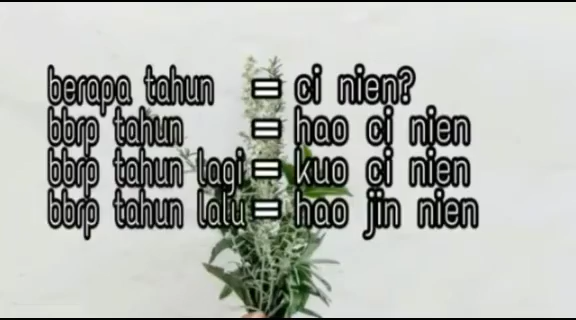 berapa tahun = ci nien?
bbrp tahun = hao ci nien
bbrp tahun lagi = kuo ci nien
bbrp tahun lalu = hao jin nien